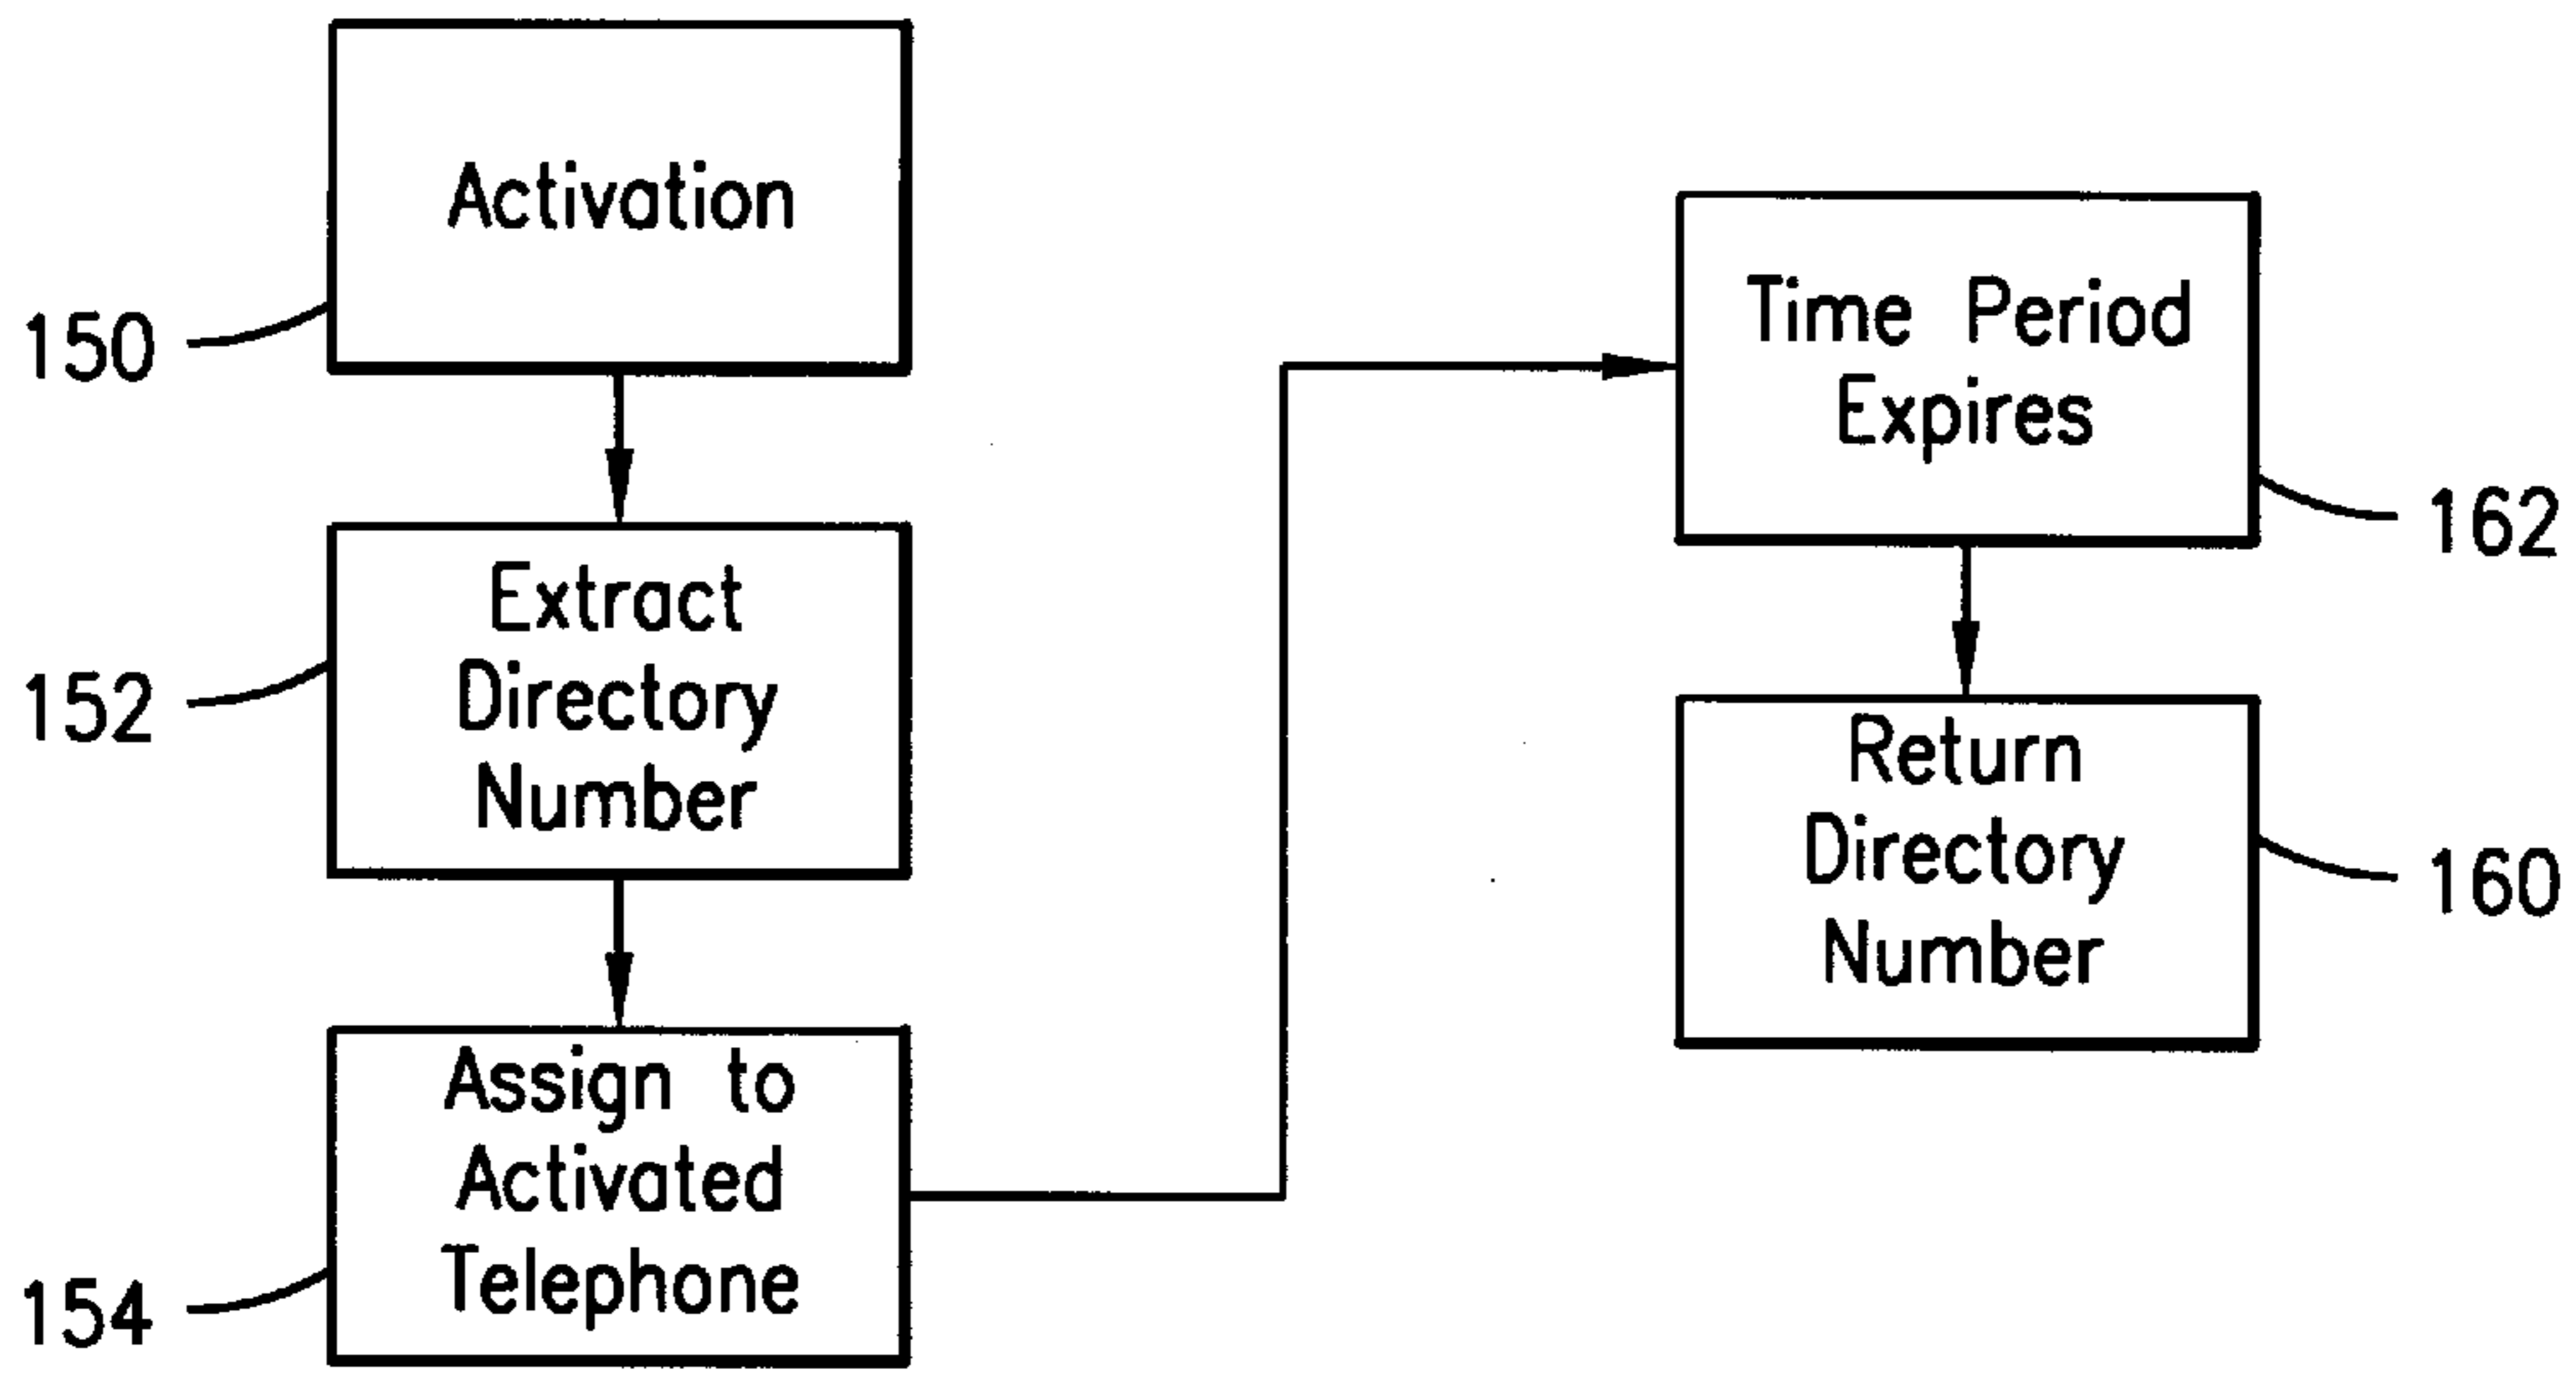 Activation
150
Extract
Directory
Number
152
Assign to
Activated
Telephone
154
Time Period
Expires
162
Return
Directory
Number
160